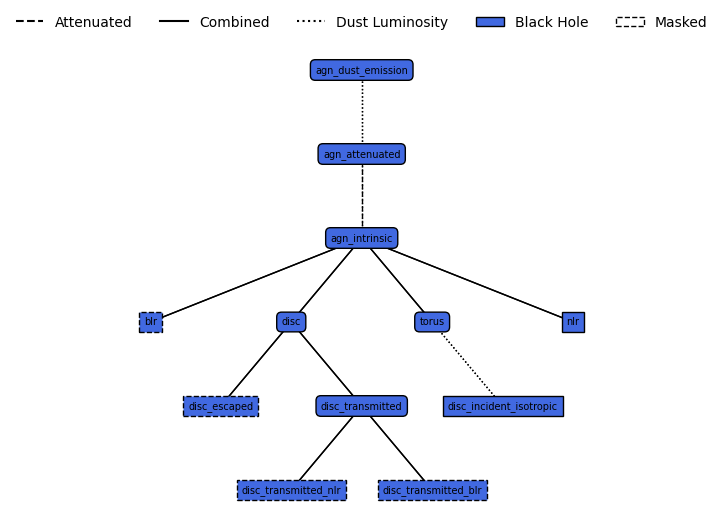 Attenuated Combined Dust Luminosity Black Hole Masked
agn_dust_emission
agn_attenuated
agn_intrinsic
blr disc torus nlr
disc_escaped disc_transmitted disc_incident_isotropic
disc_transmitted_nlr disc_transmitted_blr